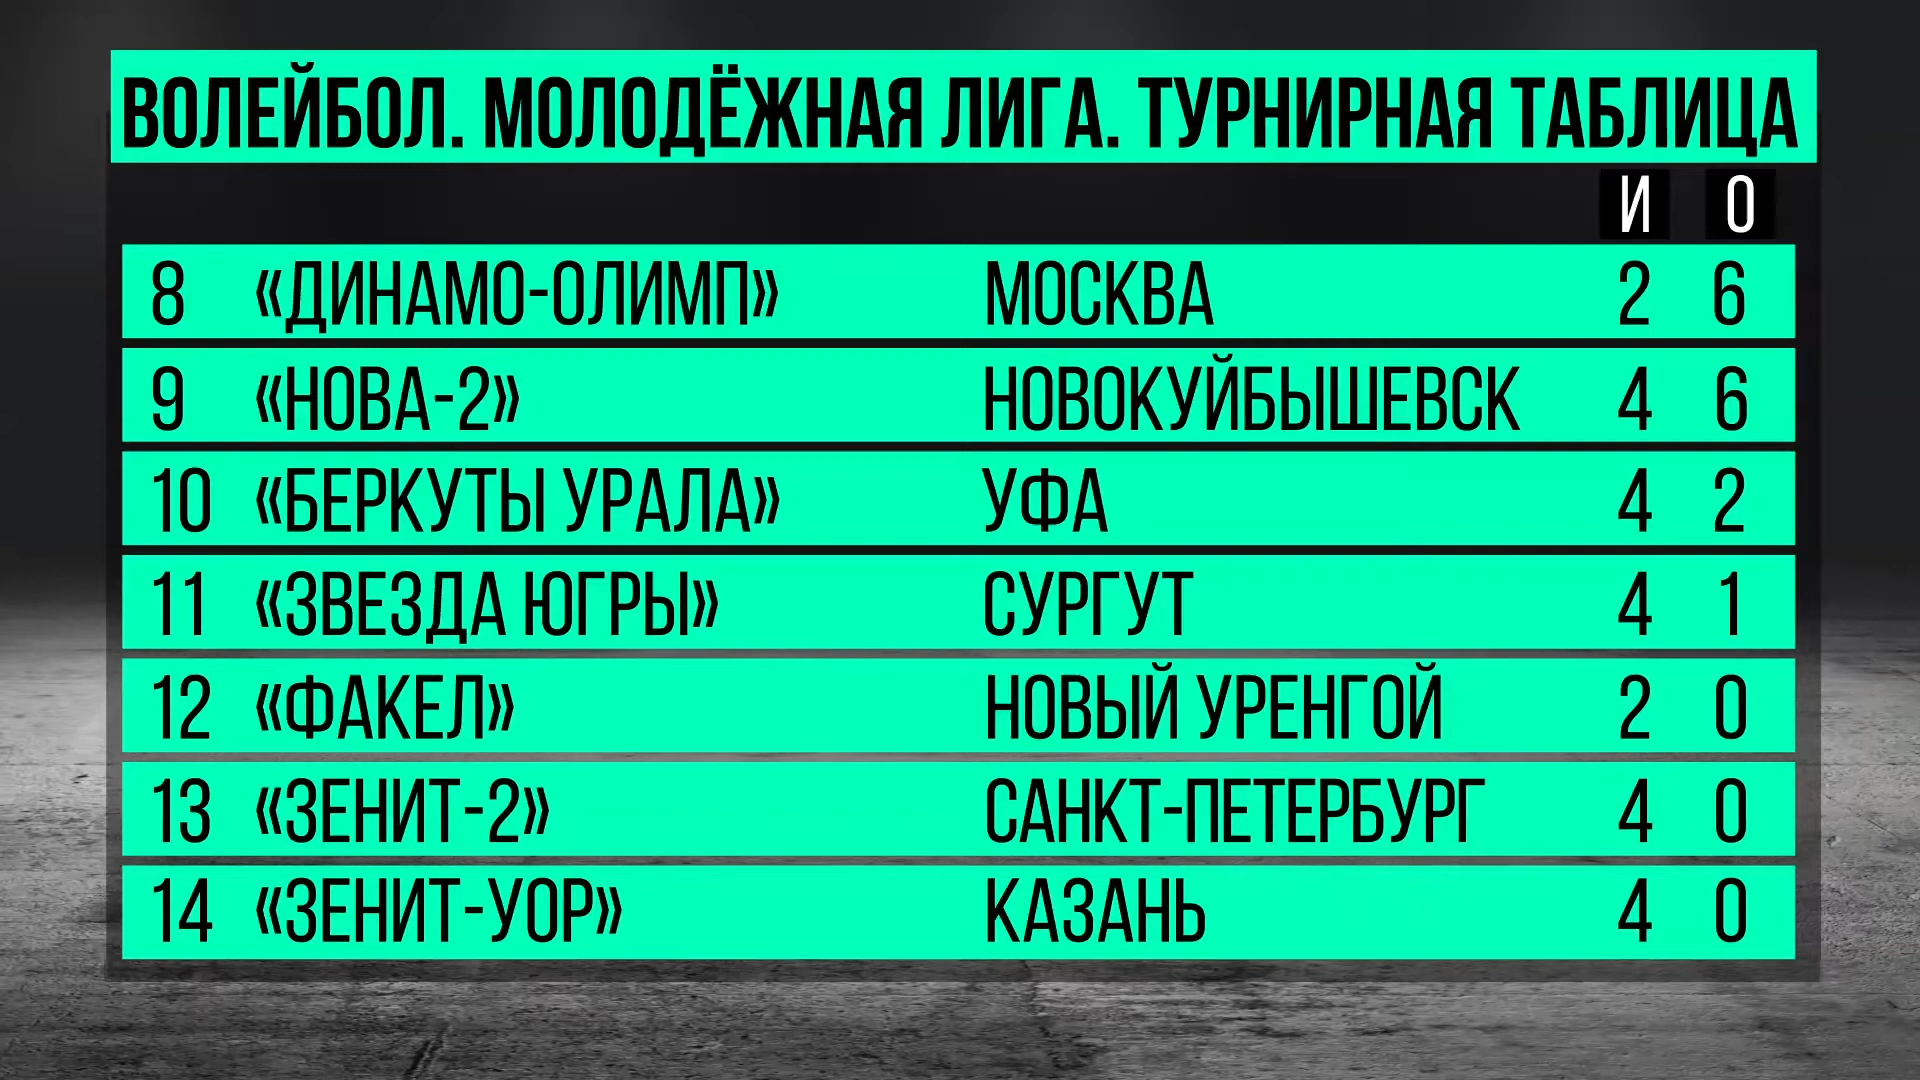 ВОЛЕЙБОЛ. МОЛОДЁЖНАЯ ЛИГА. ТУРНИРНАЯ ТАБЛИЦА
И О
8 «ДИНАМО-ОЛИМП» МОСКВА 2 6
9 «НОВА-2» НОВОКУЙБЫШЕВСК 4 6
10 «БЕРКУТЫ УРАЛА» УФА 4 2
11 «ЗВЕЗДА ЮГРЫ» СУРГУТ 4 1
12 «ФАКЕЛ» НОВЫЙ УРЕНГОЙ 2 0
13 «ЗЕНИТ-2» САНКТ-ПЕТЕРБУРГ 4 0
14 «ЗЕНИТ-УОР» КАЗАНЬ 4 0